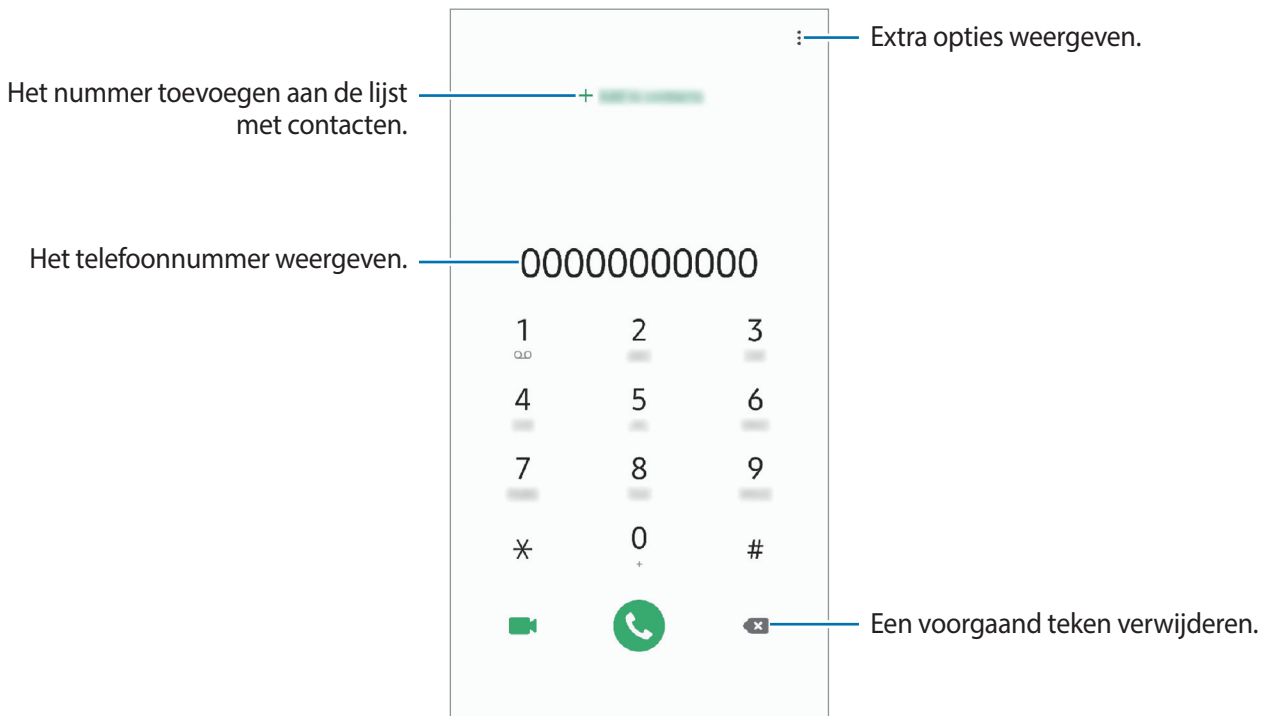 Extra opties weergeven.
Het nummer toevoegen aan de lijst
met contacten.
+
Het telefoonnummer weergeven.
00000000000
1 2 3
4 5 6
7 8 9
* 0 #
+
Een voorgaand teken verwijderen.